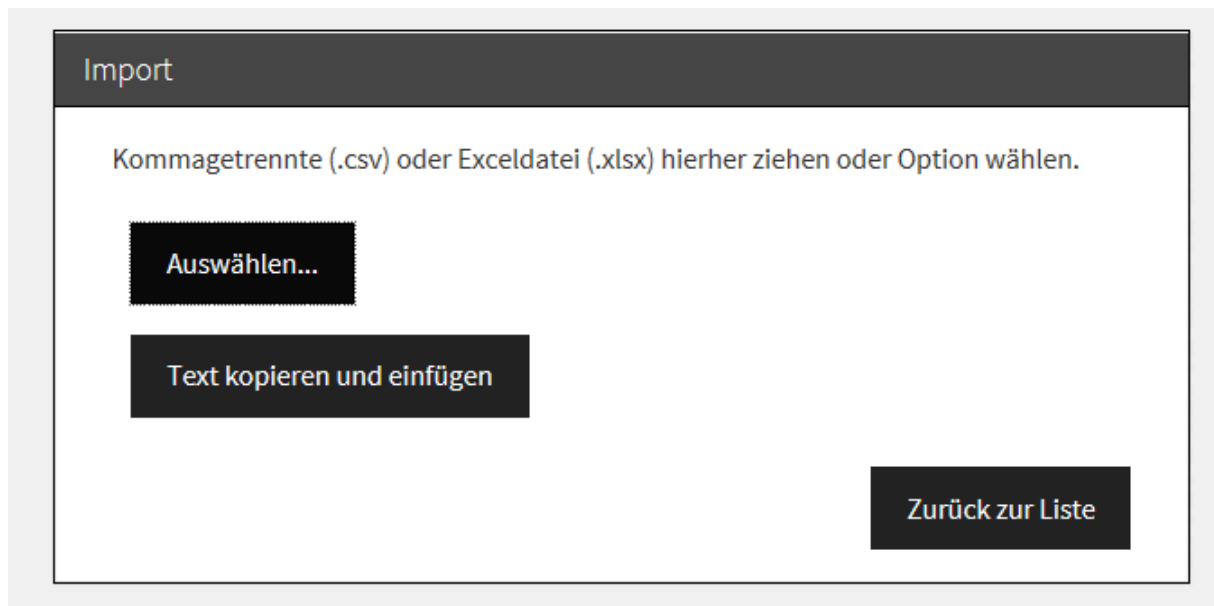 Import
Kommagetrennte (.csv) oder Exceldatei (.xlsx) hierher ziehen oder Option wählen.
Auswählen...
Text kopieren und einfügen
Zurück zur Liste